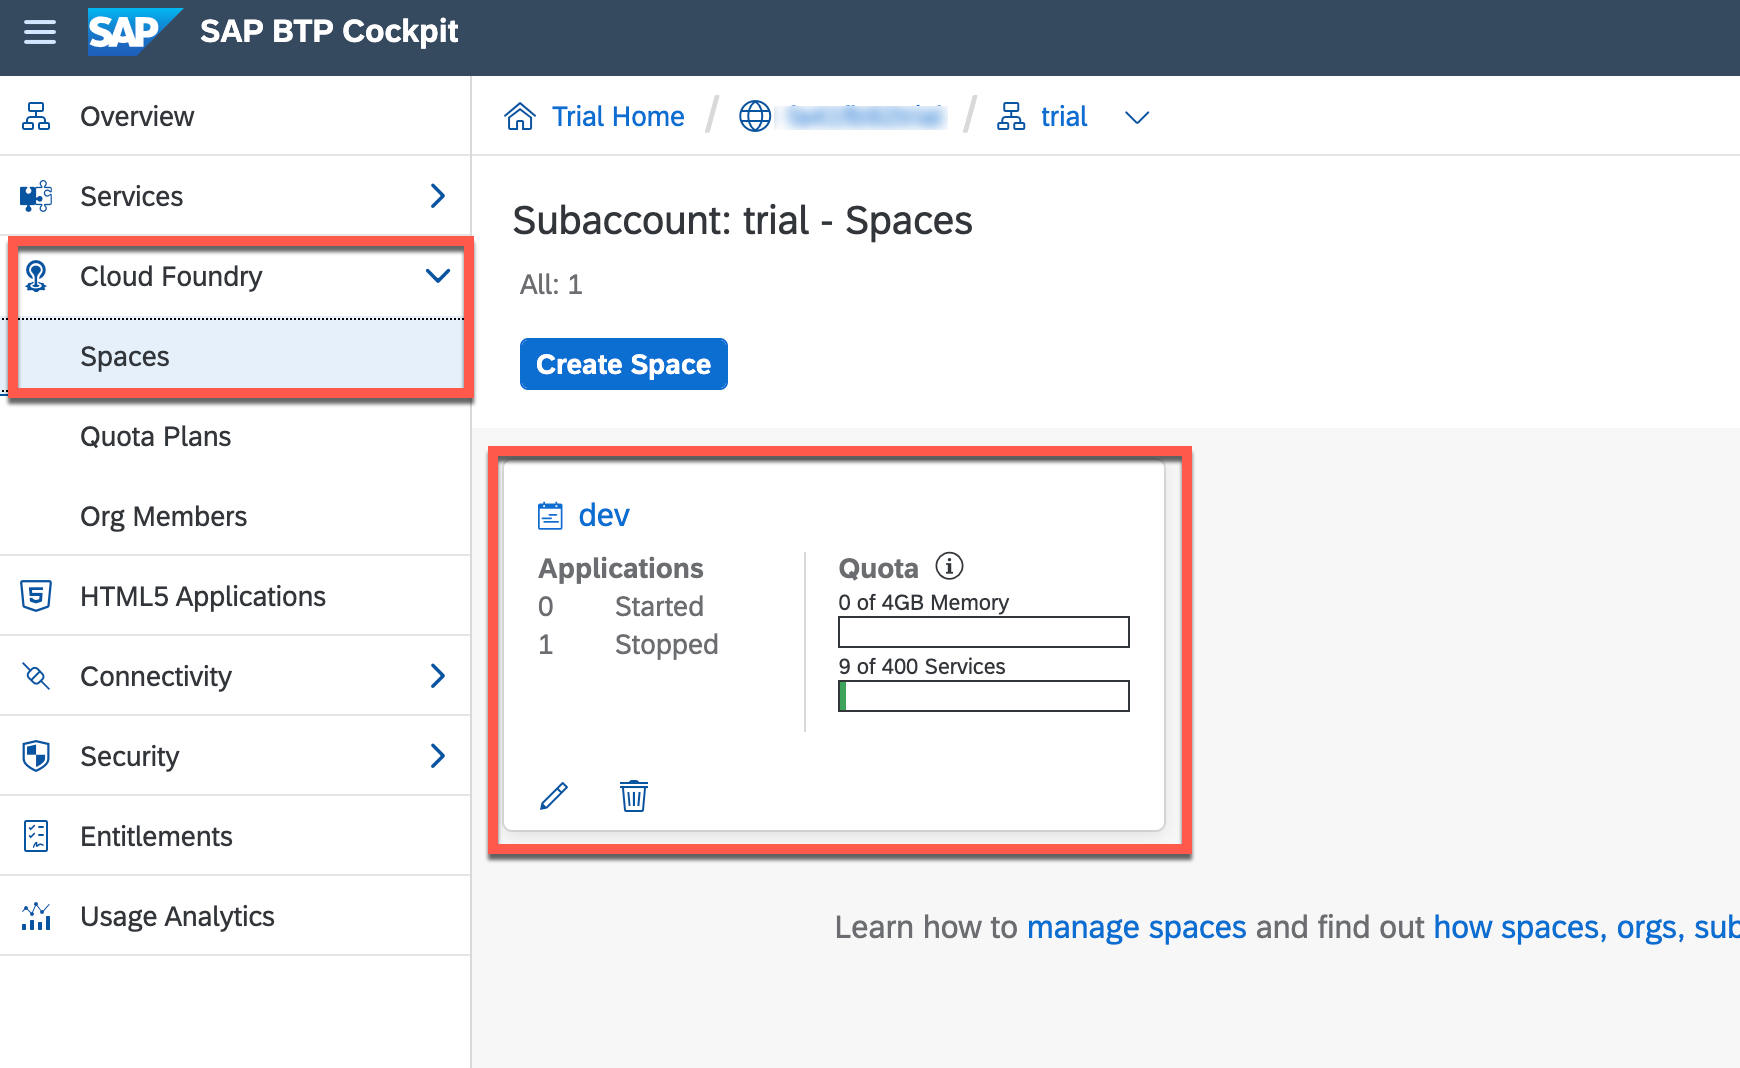 SAP SAP BTP Cockpit
Overview
Services
Cloud Foundry
Spaces
Quota Plans
Org Members
HTML5 Applications
Connectivity
Security
Entitlements
Usage Analytics
Trial Home / / trial
Subaccount: trial - Spaces
All: 1
Create Space
dev
Applications
0 Started
1 Stopped
Quota
0 of 4GB Memory
9 of 400 Services
Learn how to manage spaces and find out how spaces, orgs,